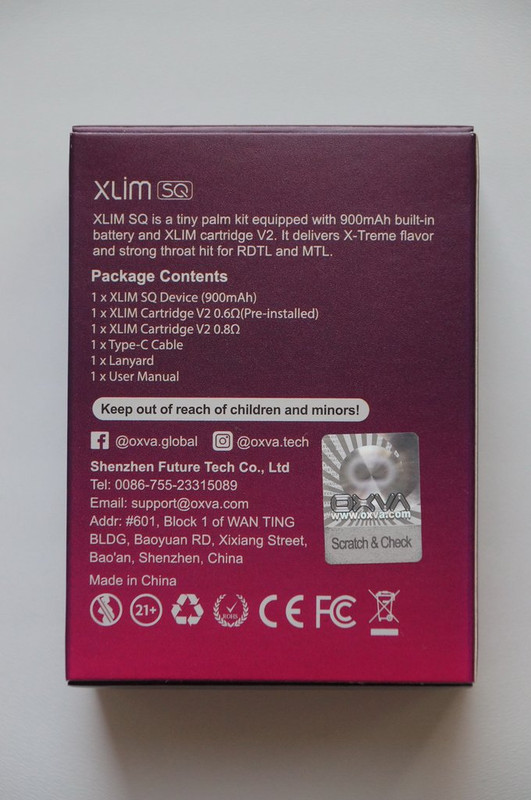 XLIM SQ
XLIM SQ is a tiny palm kit equipped with 900mAh built-in
battery and XLIM cartridge V2. It delivers X-Treme flavor
and strong throat hit for RDTL and MTL.
Package Contents
1 x XLIM SQ Device (900mAh)
1 x XLIM Cartridge V2 0.6Ω(Pre-installed)
1 x XLIM Cartridge V2 0.8Ω
1 x Type-C Cable
1 x Lanyard
1 x User Manual
Keep out of reach of children and minors!
@oxva.global @oxva.tech
Shenzhen Future Tech Co., Ltd
Tel: 0086-755-23315089
Email: support@oxva.com
Addr: #601, Block 1 of WAN TING
BLDG, Baoyuan RD, Xixiang Street,
Bao'an, Shenzhen, China
OXVA
www.oxva.com
Scratch & Check
Made in China
21+ ROHS CE FC